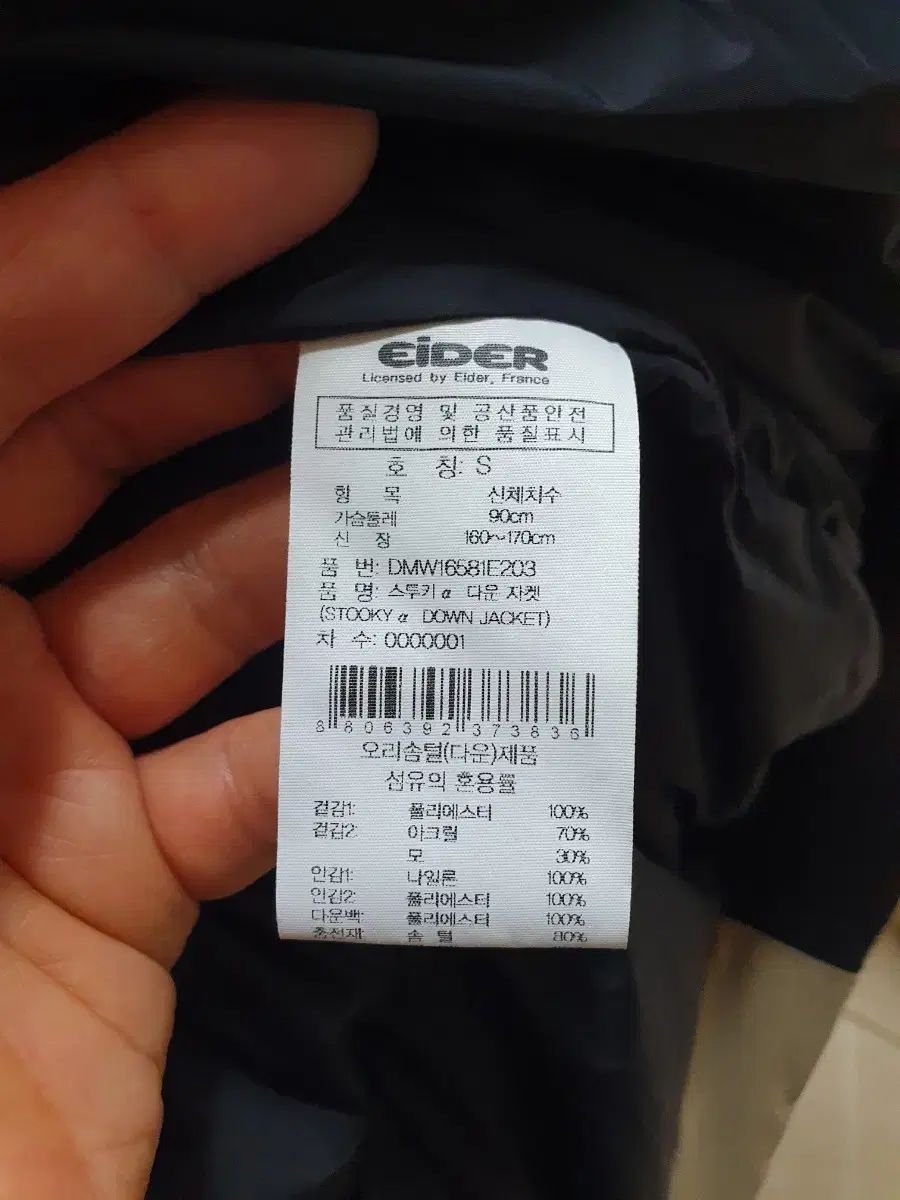 EiDER
Licensed by Eider, France
품질경영 및 공산품안전
관리법에 의한 품질표시
호 칭: S
항 목 신체치수
가슴둘레 90cm
신 장 160~170cm
품 번: DMW16581E203
품 명: 스투키α 다운 자켓
(STOOKY α DOWN JACKET)
차 수: 0000001
8 806392 373836
오리솜털(다운)제품
섬유의 혼용률
겉감1: 폴리에스터 100%
겉감2: 아크릴 70%
모 30%
안감1: 나일론 100%
안감2: 폴리에스터 100%
다운백: 폴리에스터 100%
충전재: 솜 털 80%